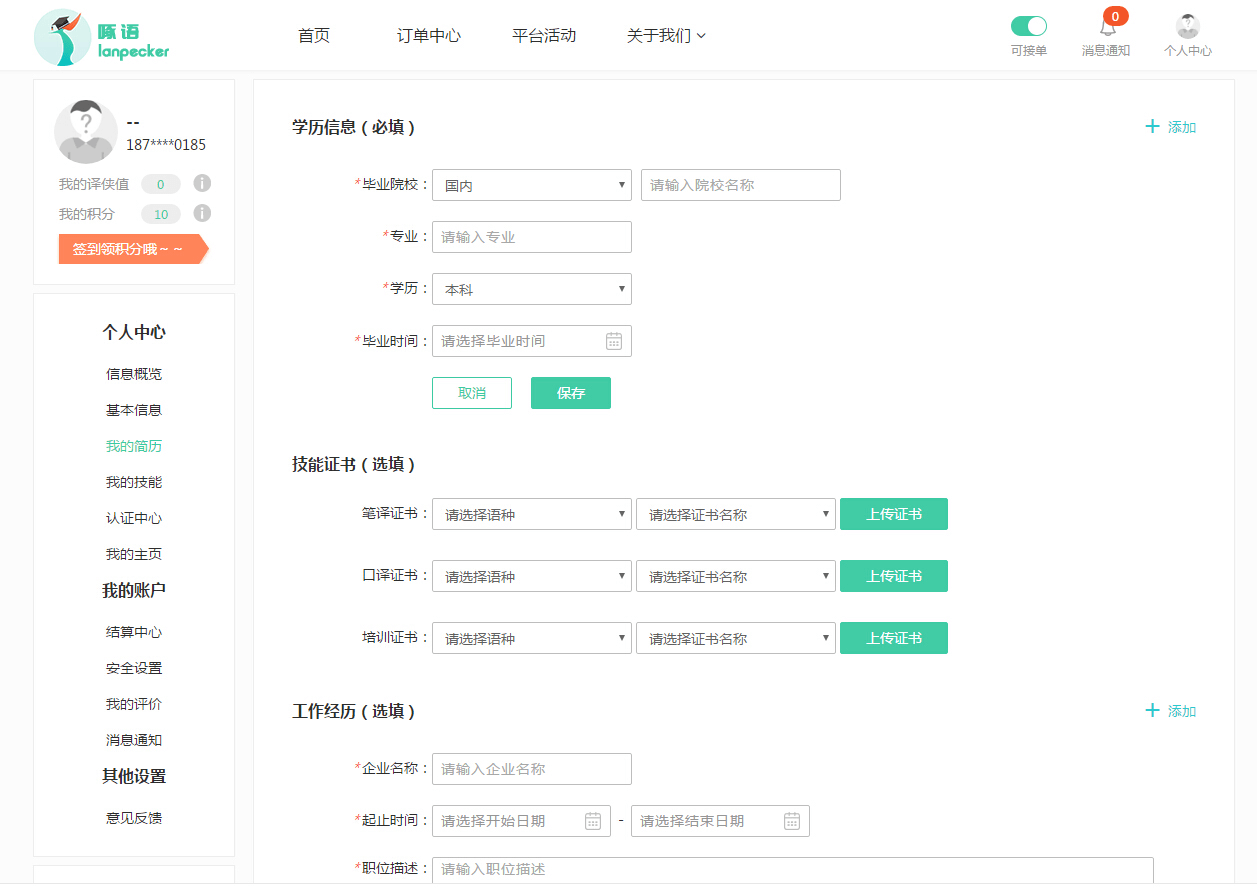 啄语
lanpecker
首页 订单中心 平台活动 关于我们
可接单
0
消息通知
个人中心
?
--
187****0185
我的译侠值 0
我的积分 10
签到领积分哦～～
个人中心
信息概览
基本信息
我的简历
我的技能
认证中心
我的主页
我的账户
结算中心
安全设置
我的评价
消息通知
其他设置
意见反馈
学历信息（必填） + 添加
*毕业院校： 国内 请输入院校名称
*专业： 请输入专业
*学历： 本科
*毕业时间： 请选择毕业时间
取消 保存
技能证书（选填）
笔译证书： 请选择语种 请选择证书名称 上传证书
口译证书： 请选择语种 请选择证书名称 上传证书
培训证书： 请选择语种 请选择证书名称 上传证书
工作经历（选填） + 添加
*企业名称： 请输入企业名称
*起止时间： 请选择开始日期 - 请选择结束日期
*职位描述： 请输入职位描述